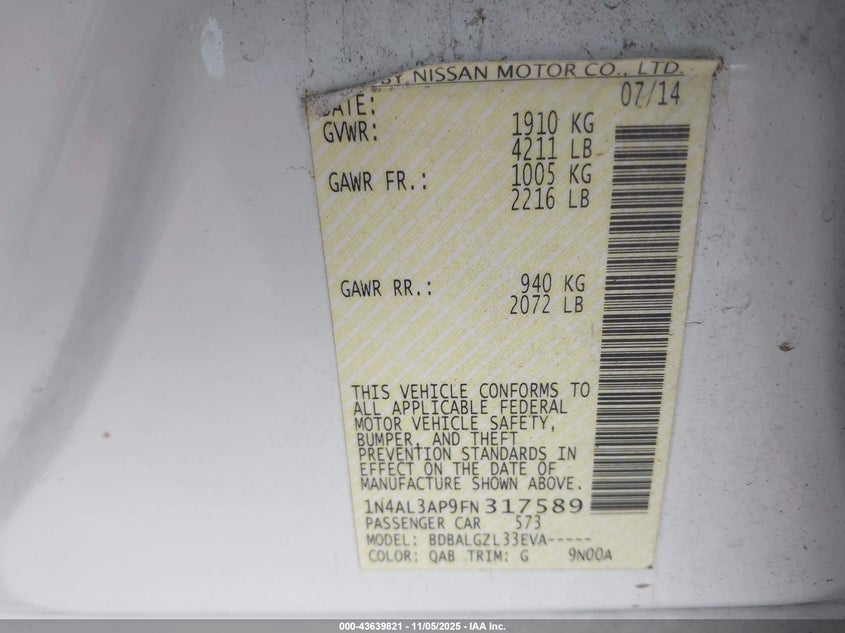 BY, NISSAN MOTOR CO., LTD.
DATE: 07/14
GVWR: 1910 KG
4211 LB
GAWR FR.: 1005 KG
2216 LB
GAWR RR.: 940 KG
2072 LB
THIS VEHICLE CONFORMS TO
ALL APPLICABLE FEDERAL
MOTOR VEHICLE SAFETY,
BUMPER, AND THEFT
PREVENTION STANDARDS IN
EFFECT ON THE DATE OF
MANUFACTURE SHOWN ABOVE.
1N4AL3AP9FN317589
PASSENGER CAR 573
MODEL: BDBALGZL33EVA-----
COLOR: QAB TRIM: G 9N00A
000-43639821 - 11/05/2025 - IAA Inc.